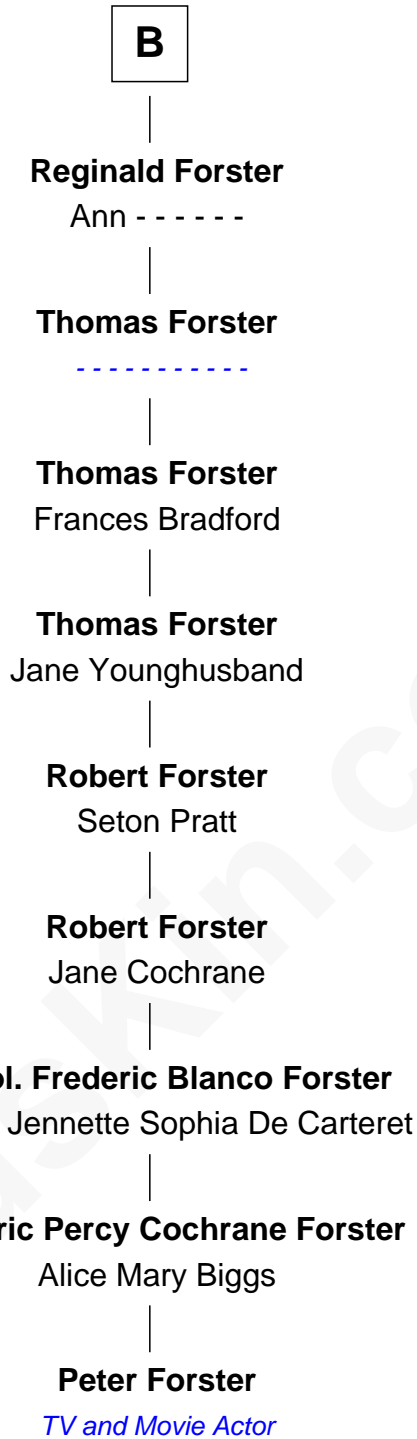 B
Reginald Forster
Ann - - - - - -
Thomas Forster
- - - - - - - - - - -
Thomas Forster
Frances Bradford
Thomas Forster
Jane Younghusband
Robert Forster
Seton Pratt
Robert Forster
Jane Cochrane
Frederic Blanco Forster
Jennette Sophia De Carteret
Percy Cochrane Forster
Alice Mary Biggs
Peter Forster
TV and Movie Actor